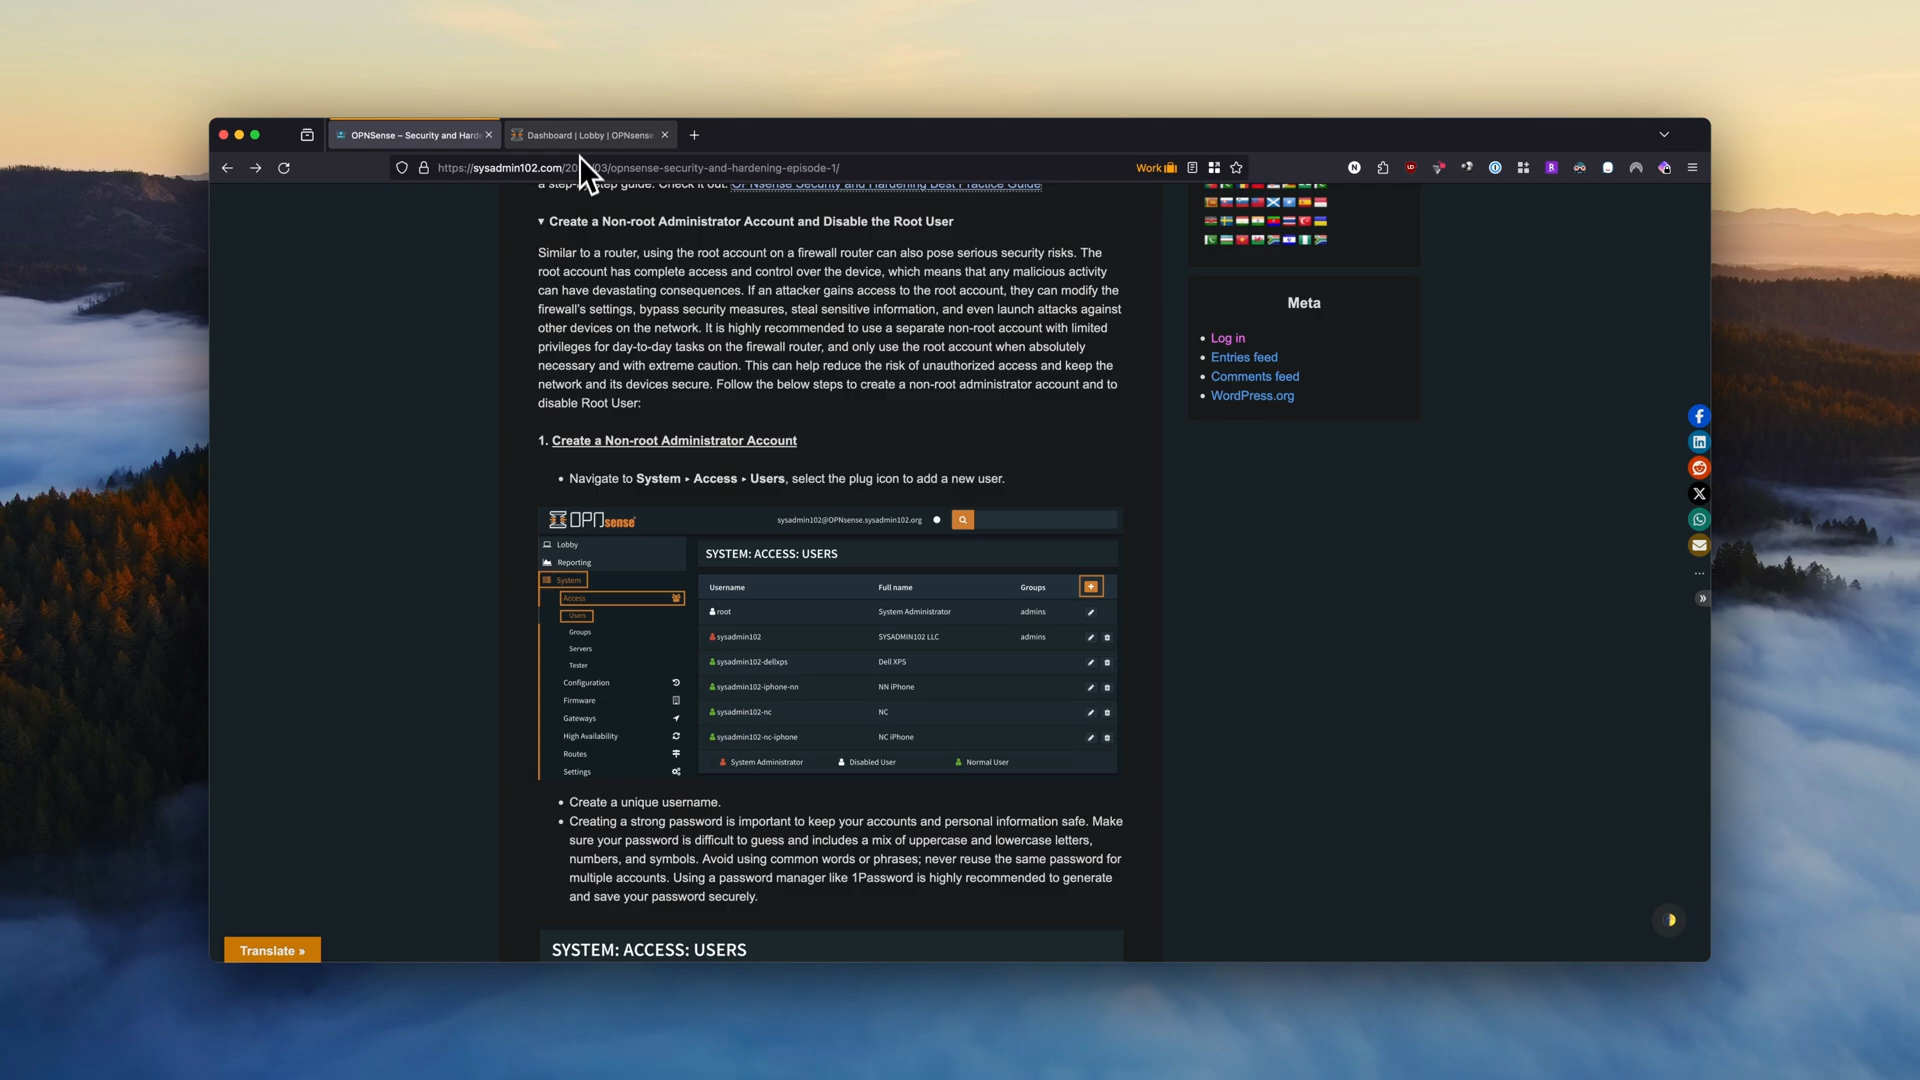 OPNSense – Security and Hard
Dashboard | Lobby | OPNsense
https://sysadmin102.com/20 03/opnsense-security-and-hardening-episode-1/
Work
a step-by-step guide. Check it out: OPNsense Security and Hardening Best Practice Guide
▾ Create a Non-root Administrator Account and Disable the Root User
Similar to a router, using the root account on a firewall router can also pose serious security risks. The
root account has complete access and control over the device, which means that any malicious activity
can have devastating consequences. If an attacker gains access to the root account, they can modify the
firewall's settings, bypass security measures, steal sensitive information, and even launch attacks against
other devices on the network. It is highly recommended to use a separate non-root account with limited
privileges for day-to-day tasks on the firewall router, and only use the root account when absolutely
necessary and with extreme caution. This can help reduce the risk of unauthorized access and keep the
network and its devices secure. Follow the below steps to create a non-root administrator account and to
disable Root User:
1. Create a Non-root Administrator Account
• Navigate to System ▸ Access ▸ Users, select the plug icon to add a new user.
OPNsense
sysadmin102@OPNsense.sysadmin102.org
Lobby
Reporting
System
Access
Users
Groups
Servers
Tester
Configuration
Firmware
Gateways
High Availability
Routes
Settings
SYSTEM: ACCESS: USERS
Username Full name Groups
root System Administrator admins
sysadmin102 SYSADMIN102 LLC admins
sysadmin102-dellxps Dell XPS
sysadmin102-iphone-nn NN iPhone
sysadmin102-nc NC
sysadmin102-nc-iphone NC iPhone
System Administrator Disabled User Normal User
• Create a unique username.
• Creating a strong password is important to keep your accounts and personal information safe. Make
sure your password is difficult to guess and includes a mix of uppercase and lowercase letters,
numbers, and symbols. Avoid using common words or phrases; never reuse the same password for
multiple accounts. Using a password manager like 1Password is highly recommended to generate
and save your password securely.
SYSTEM: ACCESS: USERS
Meta
• Log in
• Entries feed
• Comments feed
• WordPress.org
Translate »